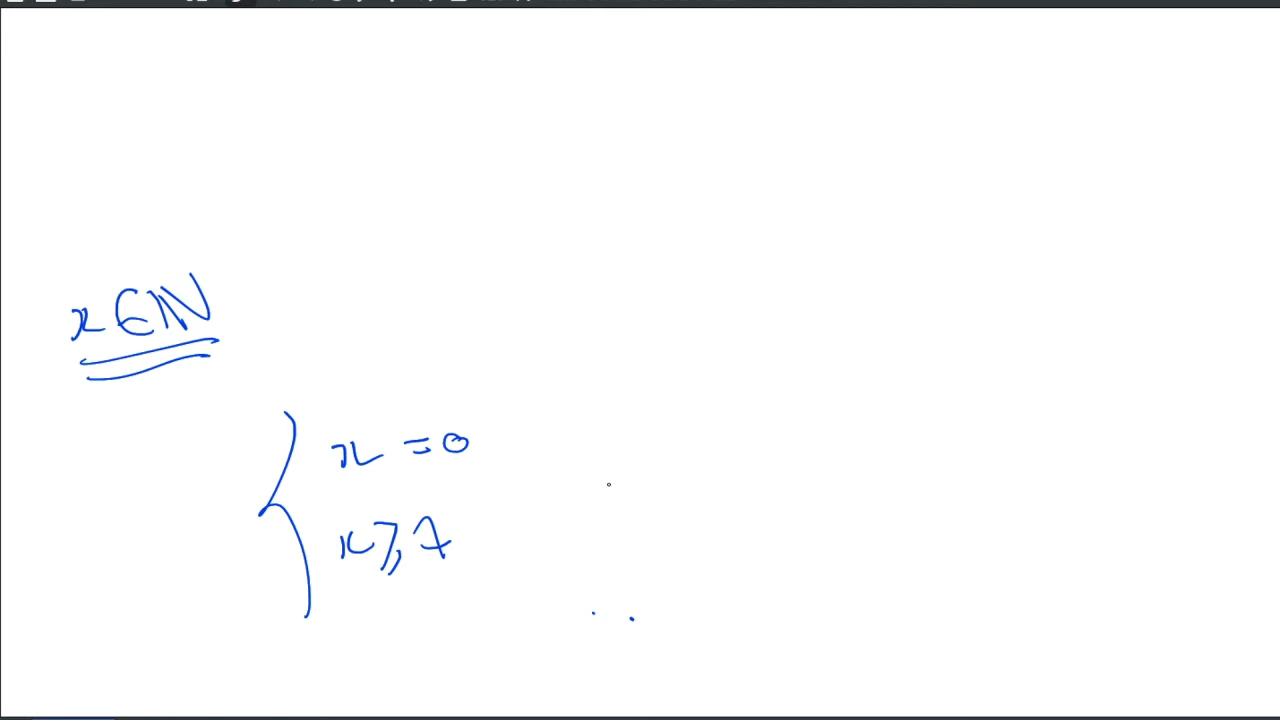 x ∈ ℕ
x = 0
x ⩾ 7